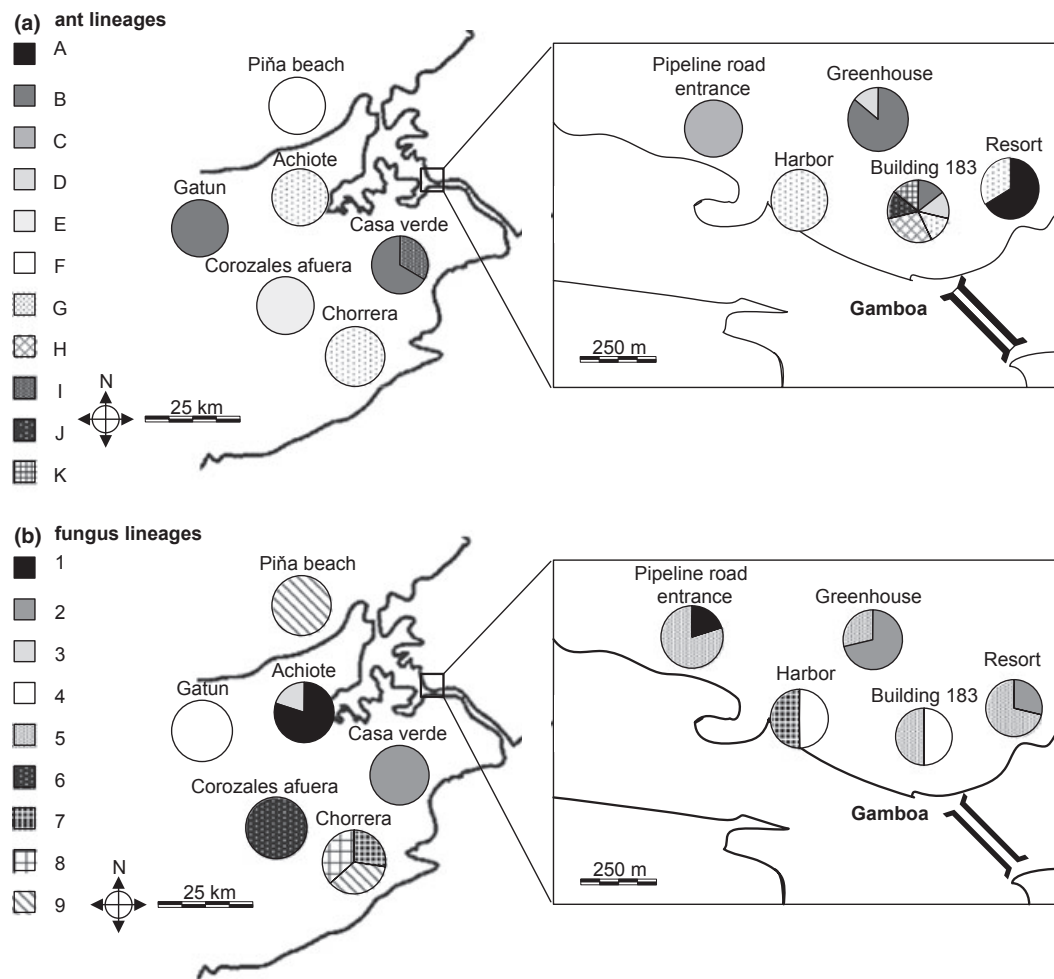 (a) ant lineages
A
B
C
D
E
F
G
H
I
J
K
N
25 km
Piňa beach
Achiote
Gatun
Casa verde
Corozales afuera
Chorrera
Pipeline road
entrance
Greenhouse
Harbor
Building 183
Resort
Gamboa
250 m
(b) fungus lineages
1
2
3
4
5
6
7
8
9
N
25 km
Piňa beach
Achiote
Gatun
Casa verde
Corozales afuera
Chorrera
Pipeline road
entrance
Greenhouse
Harbor
Building 183
Resort
Gamboa
250 m